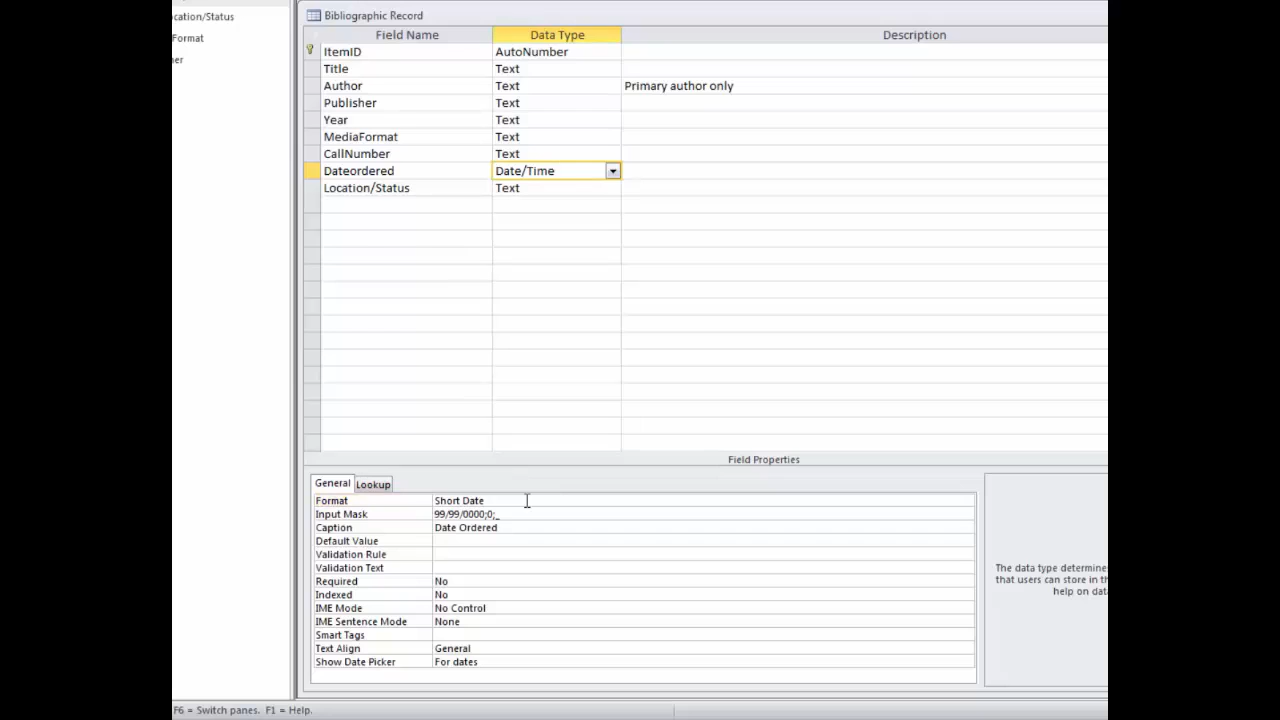 ocation/Status
Format
er
Bibliographic Record
Field Name Data Type Description
ItemID AutoNumber
Title Text
Author Text Primary author only
Publisher Text
Year Text
MediaFormat Text
CallNumber Text
Dateordered Date/Time
Location/Status Text
Field Properties
General Lookup
Format Short Date
Input Mask 99/99/0000;0;_
Caption Date Ordered
Default Value
Validation Rule
Validation Text
Required No
Indexed No
IME Mode No Control
IME Sentence Mode None
Smart Tags
Text Align General
Show Date Picker For dates
The data type determine
that users can store in th
help on dat
F6 = Switch panes. F1 = Help.